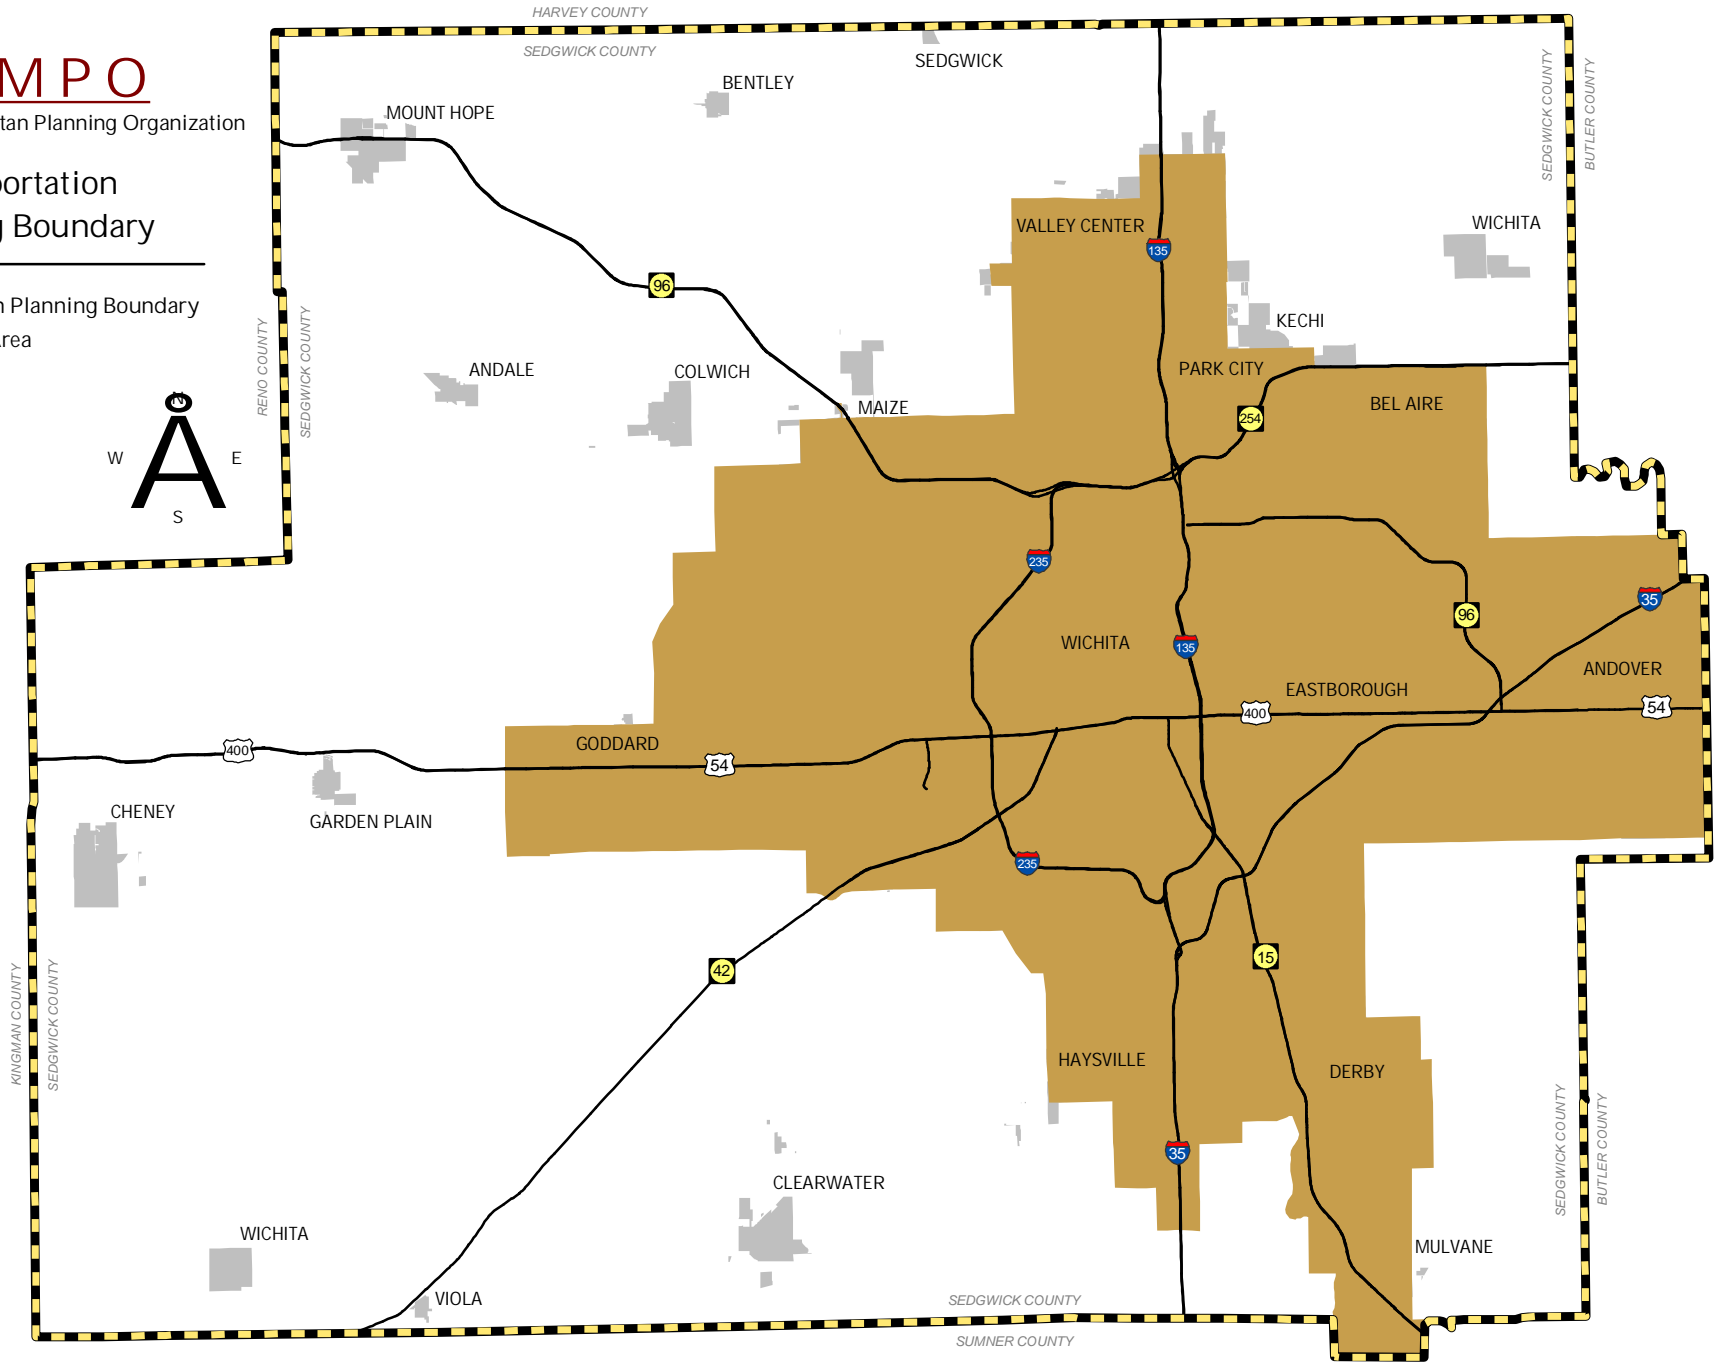 HARVEY COUNTY
SEDGWICK COUNTY
MPO
tan Planning Organization
portation
g Boundary
n Planning Boundary
Area
N
W
E
S
SEDGWICK
BENTLEY
MOUNT HOPE
SEDGWICK COUNTY
BUTLER COUNTY
VALLEY CENTER
135
WICHITA
96
RENO COUNTY
SEDGWICK COUNTY
KECHI
ANDALE
COLWICH
PARK CITY
MAIZE
BEL AIRE
254
235
35
96
WICHITA
135
ANDOVER
EASTBOROUGH
400
54
GODDARD
400
54
CHENEY
GARDEN PLAIN
235
42
15
KINGMAN COUNTY
SEDGWICK COUNTY
HAYSVILLE
DERBY
35
SEDGWICK COUNTY
BUTLER COUNTY
CLEARWATER
WICHITA
MULVANE
VIOLA
SEDGWICK COUNTY
SUMNER COUNTY